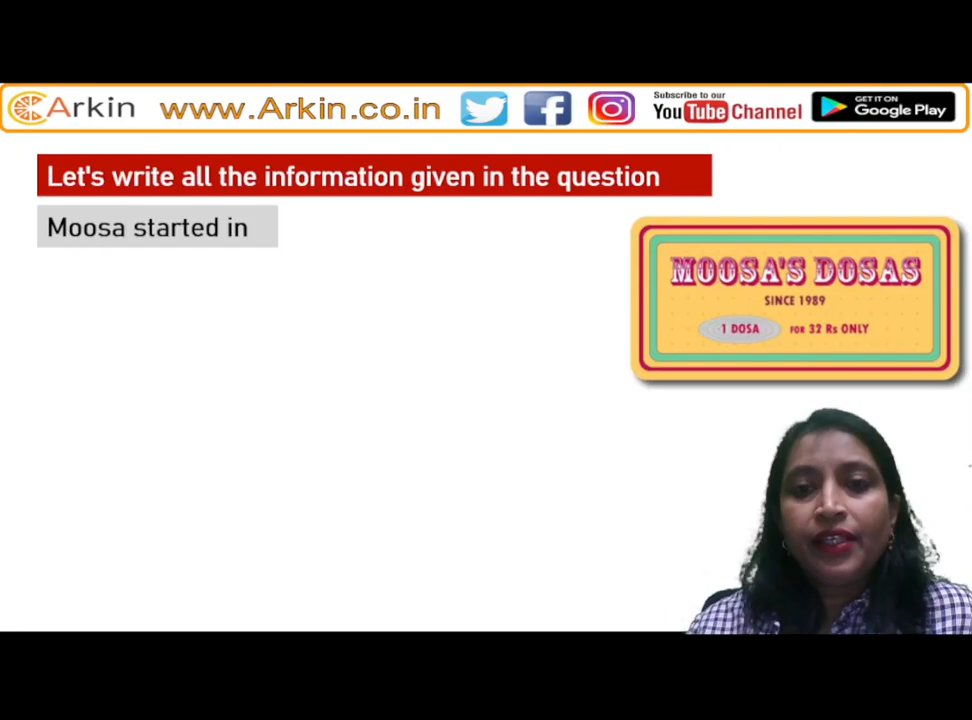 Arkin
www.Arkin.co.in
Subscribe to our
YouTube Channel
GET IT ON
Google Play
Let's write all the information given in the question
Moosa started in
MOOSA'S DOSAS
SINCE 1989
1 DOSA FOR 32 Rs ONLY